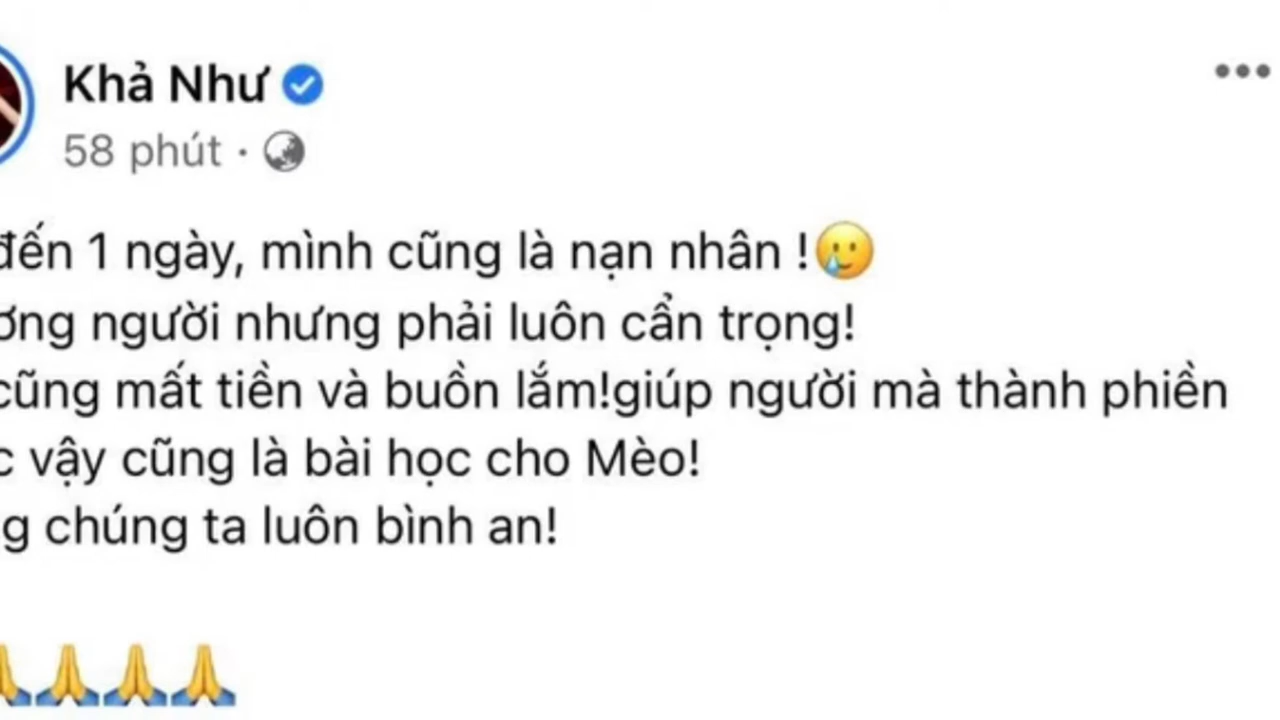 Khả Như
58 phút ·
đến 1 ngày, mình cũng là nạn nhân !🥲
người nhưng phải luôn cẩn trọng!
cũng mất tiền và buồn lắm!giúp người mà thành phiền
vậy cũng là bài học cho Mèo!
chúng ta luôn bình an!
🙏🙏🙏🙏